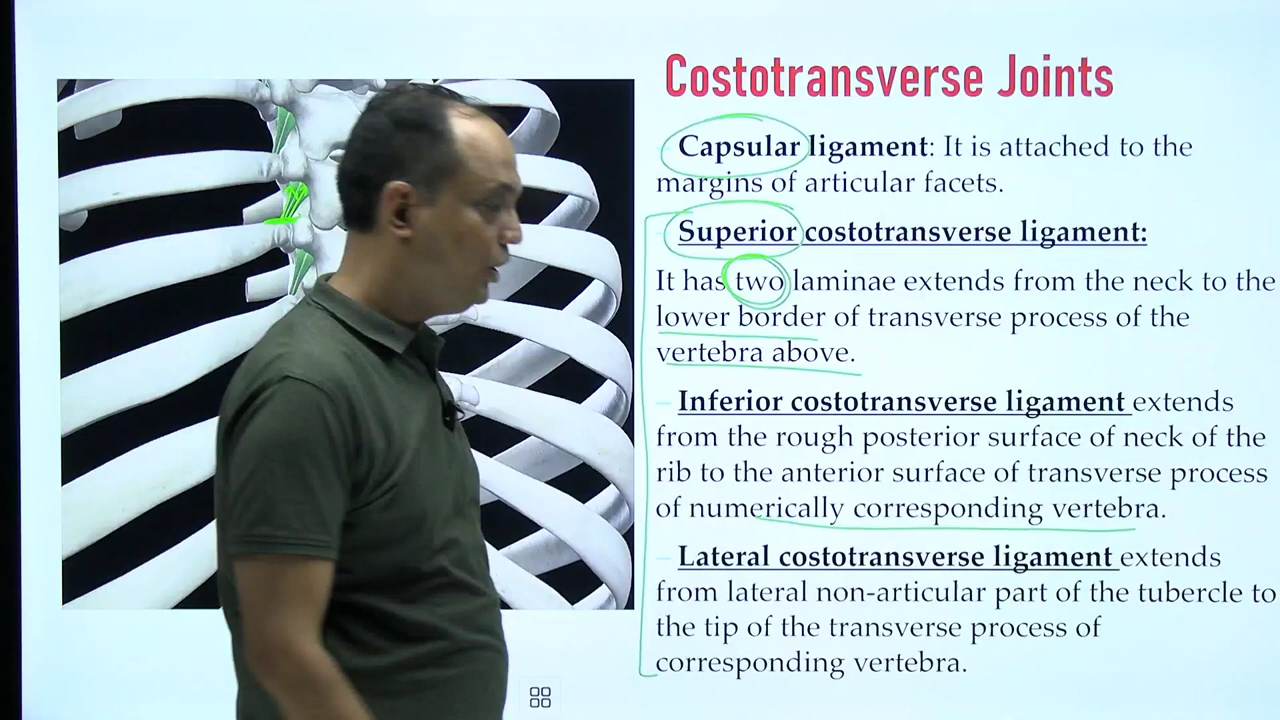 Costotransverse Joints
– Capsular ligament: It is attached to the
margins of articular facets.
– Superior costotransverse ligament:
It has two laminae extends from the neck to the
lower border of transverse process of the
vertebra above.
– Inferior costotransverse ligament extends
from the rough posterior surface of neck of the
rib to the anterior surface of transverse process
of numerically corresponding vertebra.
– Lateral costotransverse ligament extends
from lateral non-articular part of the tubercle to
the tip of the transverse process of
corresponding vertebra.